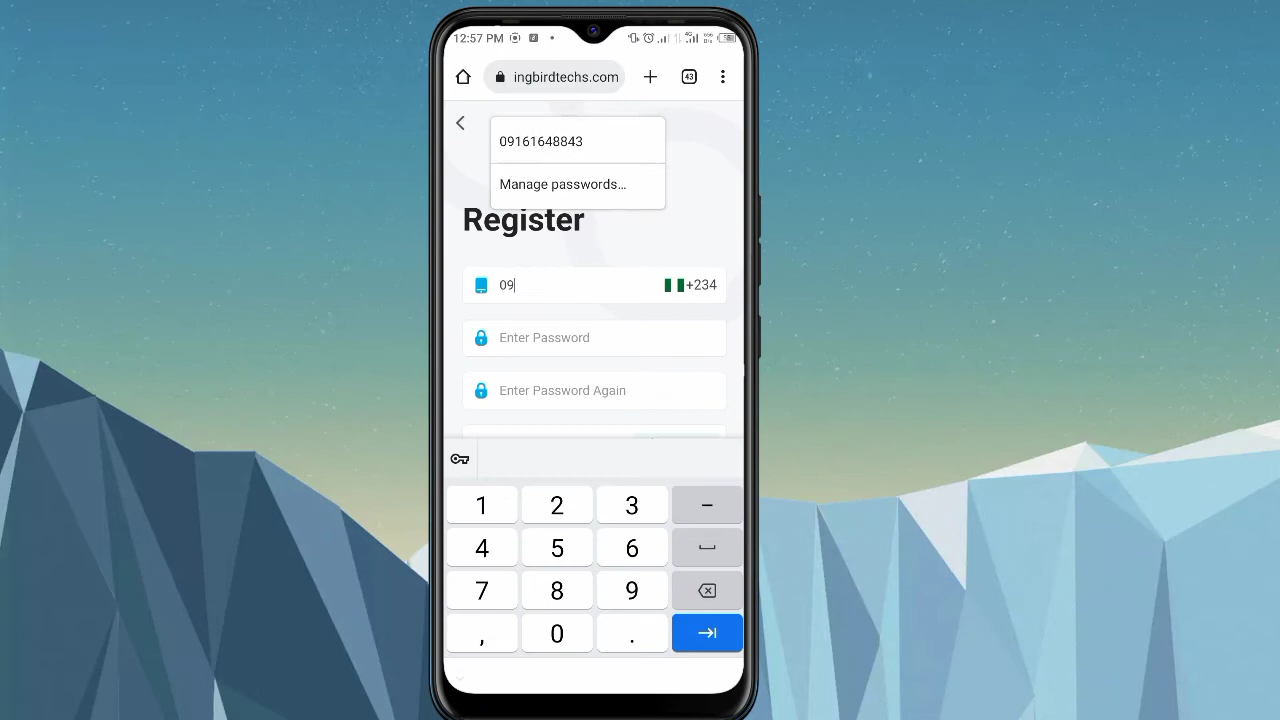 12:57 PM
ingbirdtechs.com
43
09161648843
Manage passwords...
Register
09
+234
Enter Password
Enter Password Again
1 2 3 –
4 5 6
7 8 9
, 0 .